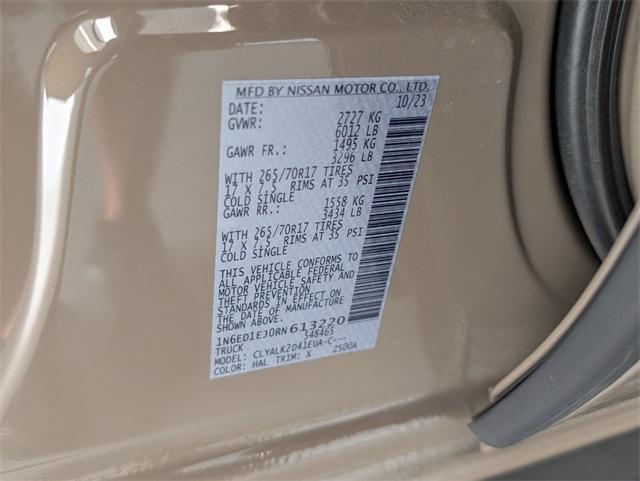 MFD BY NISSAN MOTOR CO., LTD.
DATE: 10/23
GVWR: 2727 KG
6012 LB
GAWR FR.: 1495 KG
3296 LB
WITH 265/70R17 TIRES
17 X 7.5 RIMS AT 35 PSI
COLD SINGLE
GAWR RR.: 1558 KG
3434 LB
WITH 265/70R17 TIRES
17 X 7.5 RIMS AT 35 PSI
COLD SINGLE
THIS VEHICLE CONFORMS TO
ALL APPLICABLE FEDERAL
MOTOR VEHICLE SAFETY AND
THEFT PREVENTION
STANDARDS IN EFFECT ON
THE DATE OF MANUFACTURE
SHOWN ABOVE.
1N6ED1EJ0RN613220
TRUCK 548465
MODEL: CLYALK2D41EUA-C---
COLOR: HAL TRIM: X Z500A